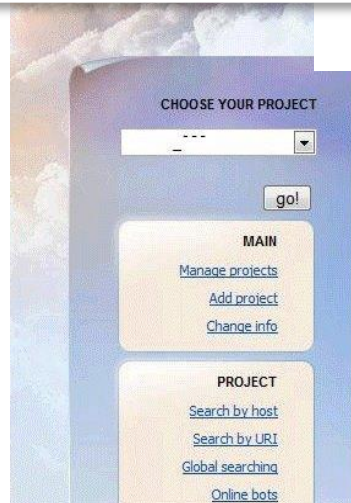 CHOOSE YOUR PROJECT
_---
go!
MAIN
Manage projects
Add project
Change info
PROJECT
Search by host
Search by URI
Global searching
Online bots